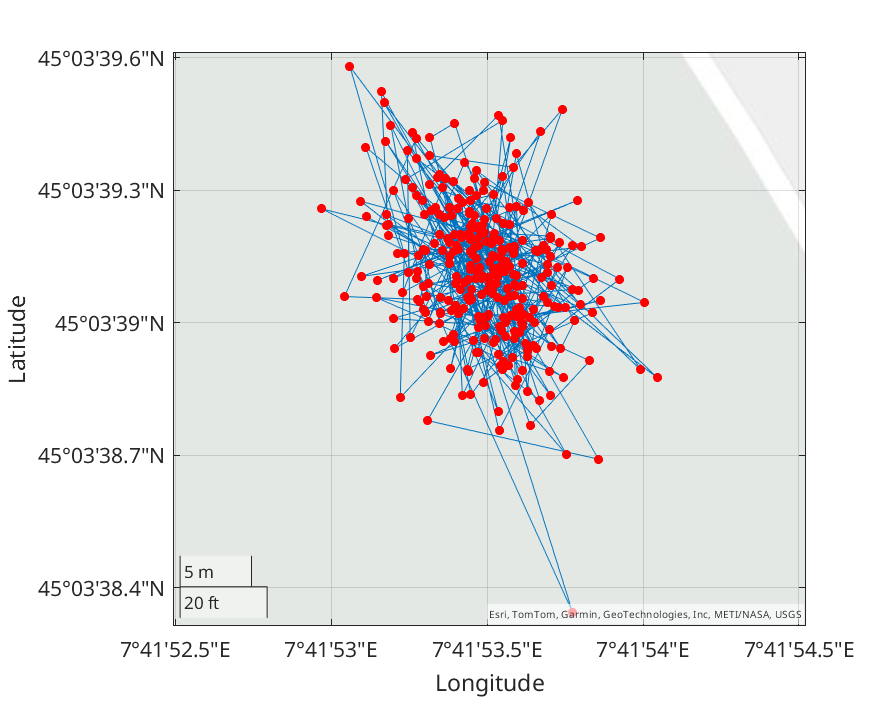 45°03'39.6"N
45°03'39.3"N
45°03'39"N
45°03'38.7"N
45°03'38.4"N
Latitude
5 m
20 ft
Esri, TomTom, Garmin, GeoTechnologies, Inc, METI/NASA, USGS
7°41'52.5"E 7°41'53"E 7°41'53.5"E 7°41'54"E 7°41'54.5"E
Longitude